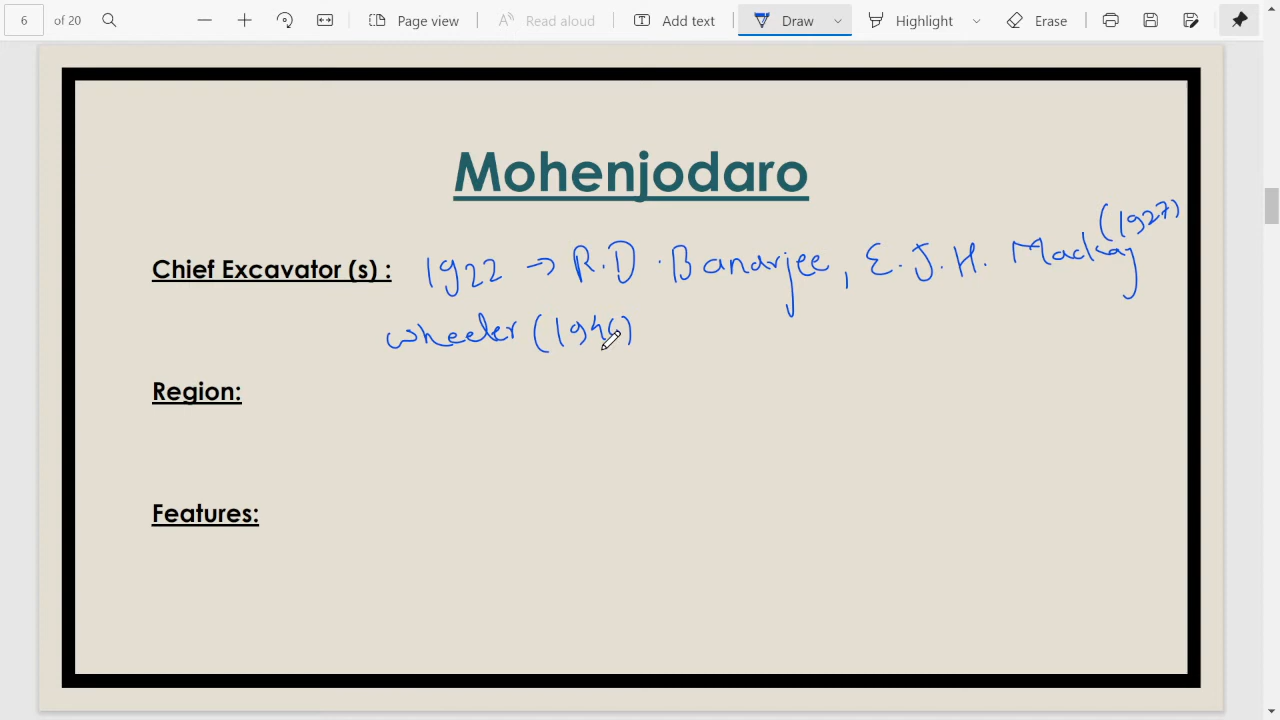 6 of 20 Page view Read aloud Add text Draw Highlight Erase
Mohenjodaro
(1927)
Chief Excavator (s) : 1922 → R.D. Banarjee, E.J.H. Mackay
wheeler (1946)
Region:
Features: